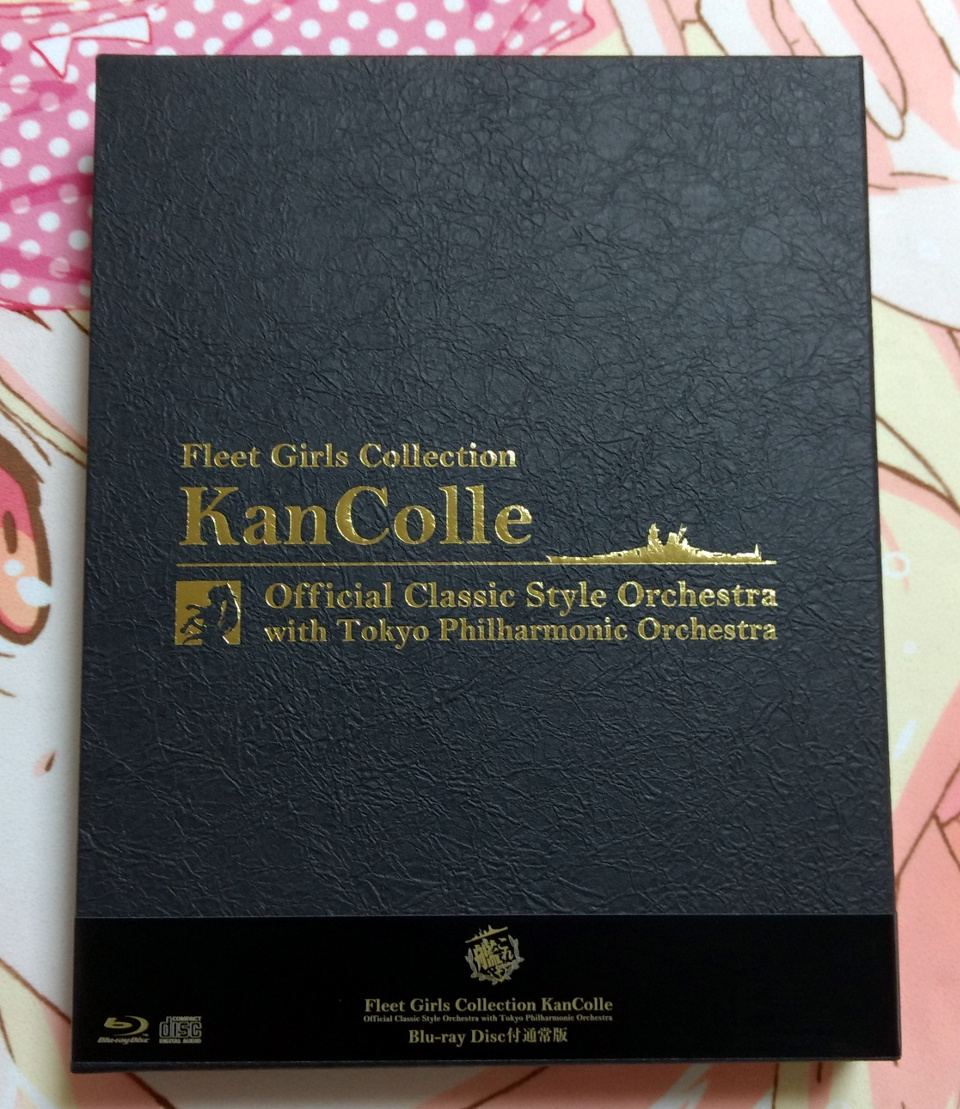 Fleet Girls Collection
KanColle
Official Classic Style Orchestra
with Tokyo Philharmonic Orchestra
艦これ
Fleet Girls Collection KanColle
Official Classic Style Orchestra with Tokyo Philharmonic Orchestra
Blu-ray Disc付通常版
Blu-ray Disc
COMPACT
disc
DIGITAL AUDIO